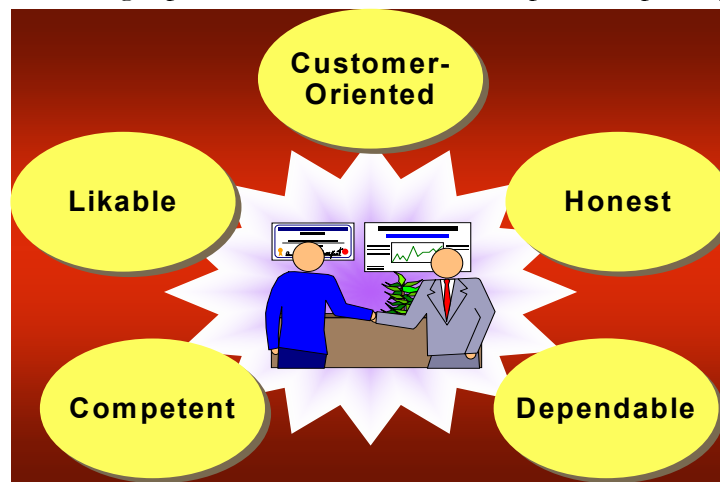 Customer-
Oriented
Likable
Honest
Competent
Dependable